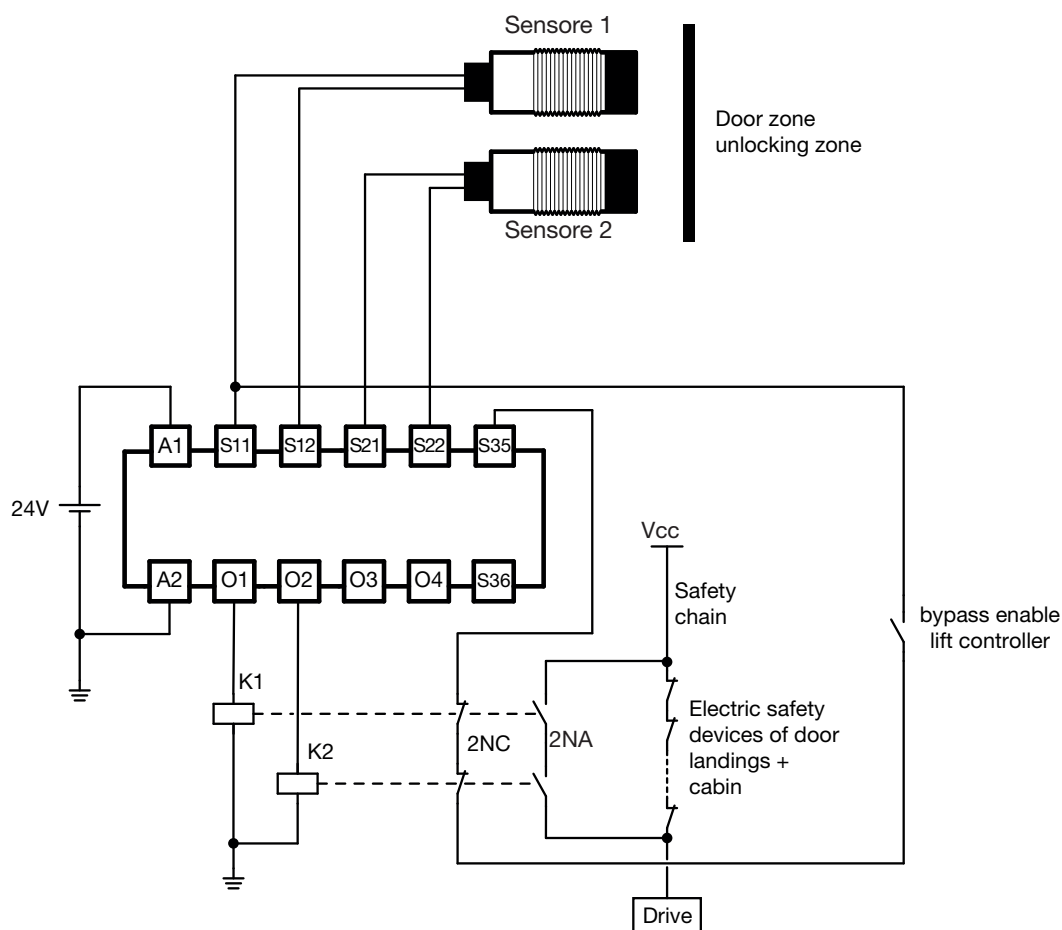 Sensore 1
Door zone
unlocking zone
Sensore 2
A1
S11
S12
S21
S22
S35
24V
Vcc
A2
O1
O2
O3
O4
S36
Safety
chain
bypass enable
lift controller
K1
Electric safety
devices of door
landings +
cabin
2NC
2NA
K2
Drive